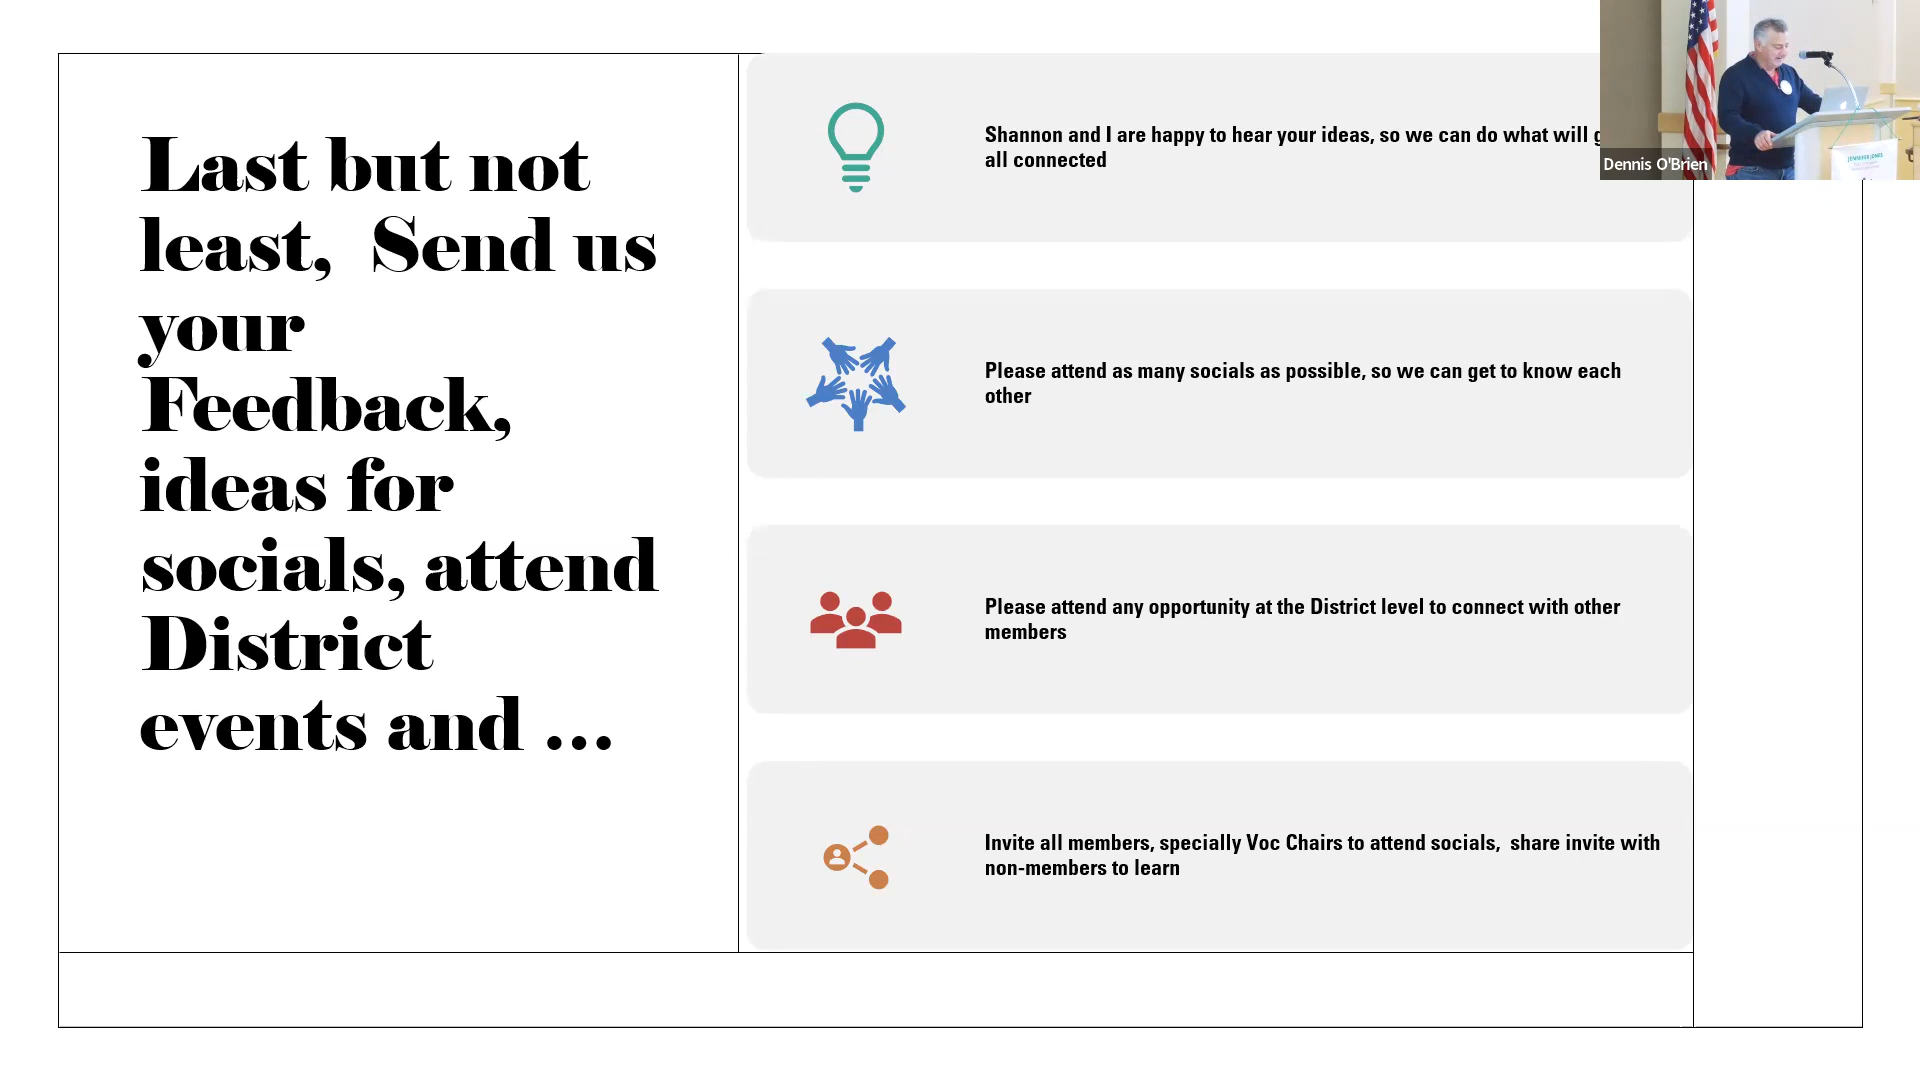 Last but not
least,  Send us
your
Feedback,
ideas for
socials, attend
District
events and …
Shannon and I are happy to hear your ideas, so we can do what will
all connected
Please attend as many socials as possible, so we can get to know each
other
Please attend any opportunity at the District level to connect with other
members
Invite all members, specially Voc Chairs to attend socials,  share invite with
non-members to learn
Dennis O'Brien
JENNIFER JONES